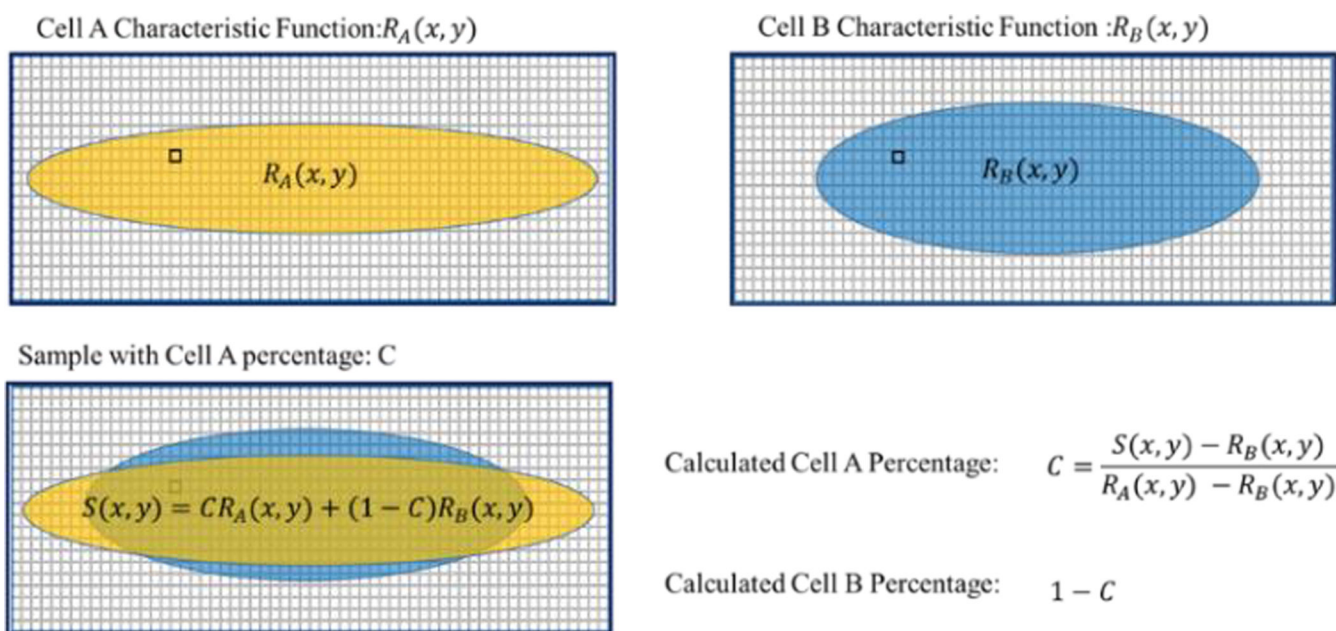 Cell A Characteristic Function:R_A(x, y)
Cell B Characteristic Function :R_B(x, y)
R_A(x, y)
R_B(x, y)
Sample with Cell A percentage: C
S(x, y) = CR_A(x, y) + (1 − C)R_B(x, y)
Calculated Cell A Percentage: C = \frac{S(x, y) − R_B(x, y)}{R_A(x, y) − R_B(x, y)}
Calculated Cell B Percentage: 1 − C